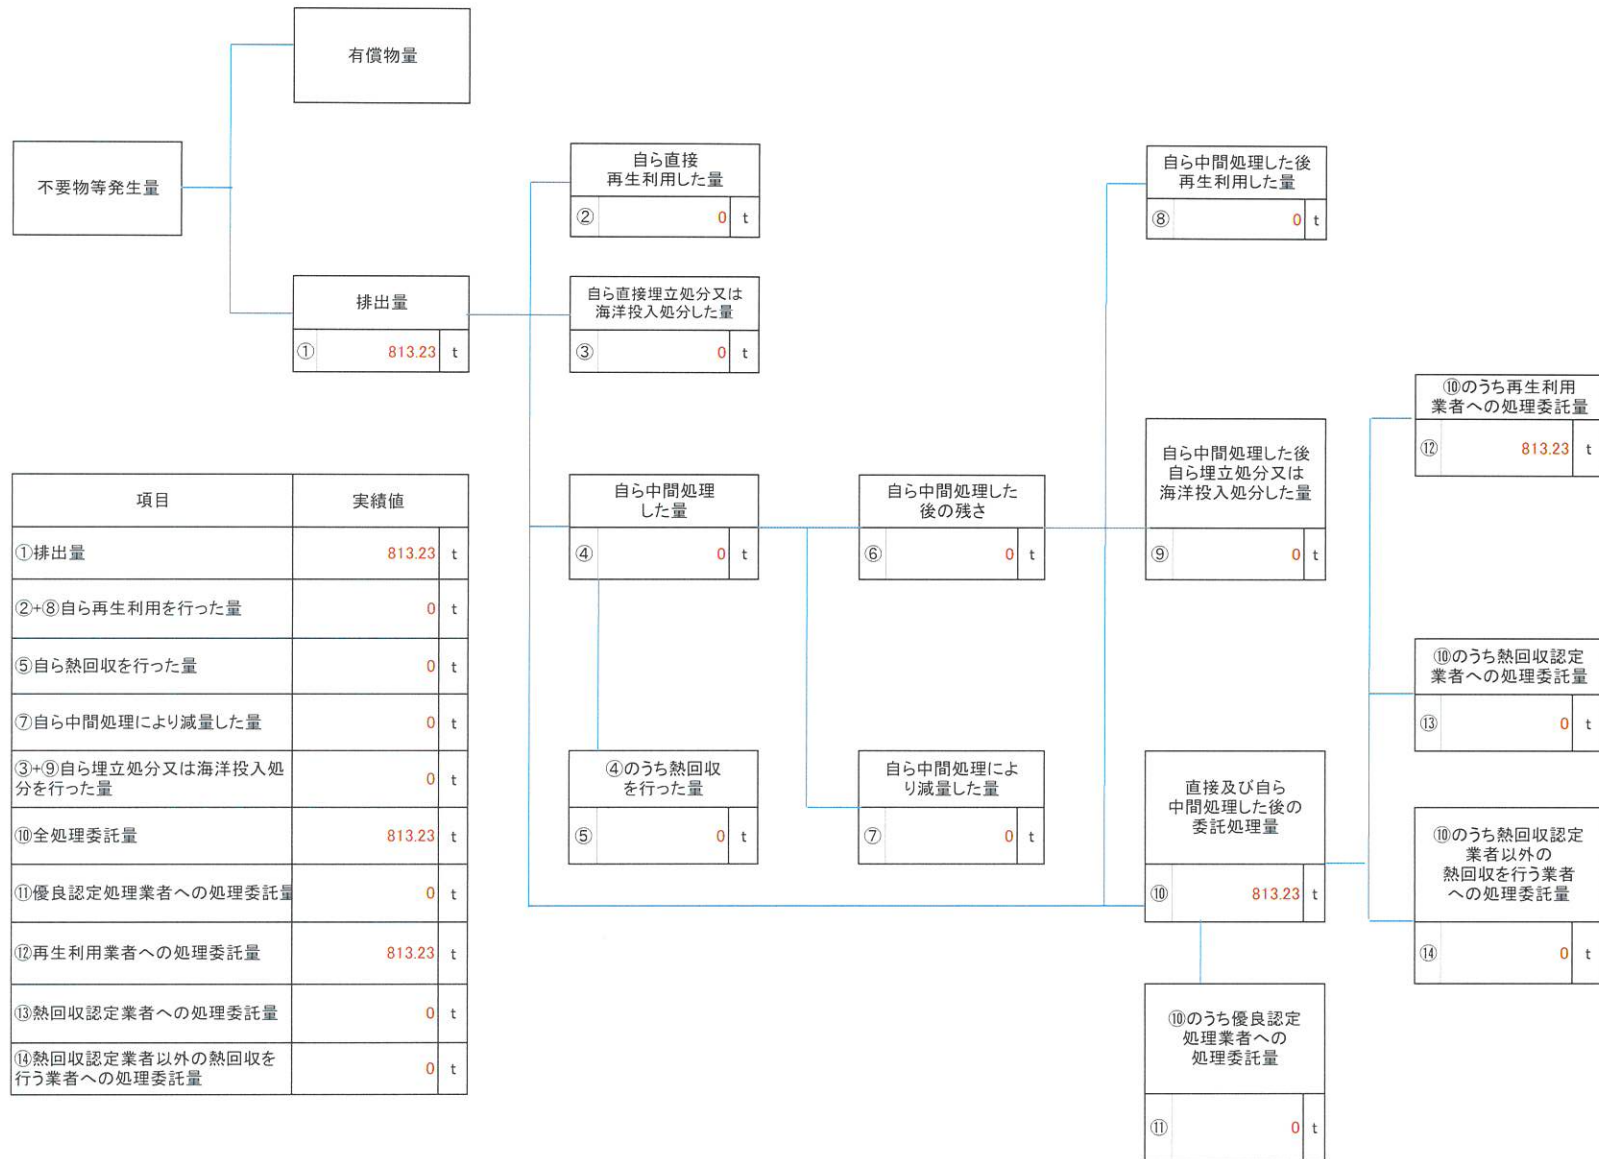 有償物量
不要物等発生量
排出量
① 813.23 t
自ら直接
再生利用した量
② 0 t
自ら直接埋立処分又は
海洋投入処分した量
③ 0 t
自ら中間処理
した量
④ 0 t
④のうち熱回収
を行った量
⑤ 0 t
自ら中間処理した
後の残さ
⑥ 0 t
自ら中間処理によ
り減量した量
⑦ 0 t
自ら中間処理した後
再生利用した量
⑧ 0 t
自ら中間処理した後
自ら埋立処分又は
海洋投入処分した量
⑨ 0 t
直接及び自ら
中間処理した後の
委託処理量
⑩ 813.23 t
⑩のうち優良認定
処理業者への
処理委託量
⑪ 0 t
⑩のうち再生利用
業者への処理委託量
⑫ 813.23 t
⑩のうち熱回収認定
業者への処理委託量
⑬ 0 t
⑩のうち熱回収認定
業者以外の
熱回収を行う業者
への処理委託量
⑭ 0 t
項目 実績値
①排出量 813.23 t
②+⑧自ら再生利用を行った量 0 t
⑤自ら熱回収を行った量 0 t
⑦自ら中間処理により減量した量 0 t
③+⑨自ら埋立処分又は海洋投入処
分を行った量 0 t
⑩全処理委託量 813.23 t
⑪優良認定処理業者への処理委託量 0 t
⑫再生利用業者への処理委託量 813.23 t
⑬熱回収認定業者への処理委託量 0 t
⑭熱回収認定業者以外の熱回収を
行う業者への処理委託量 0 t